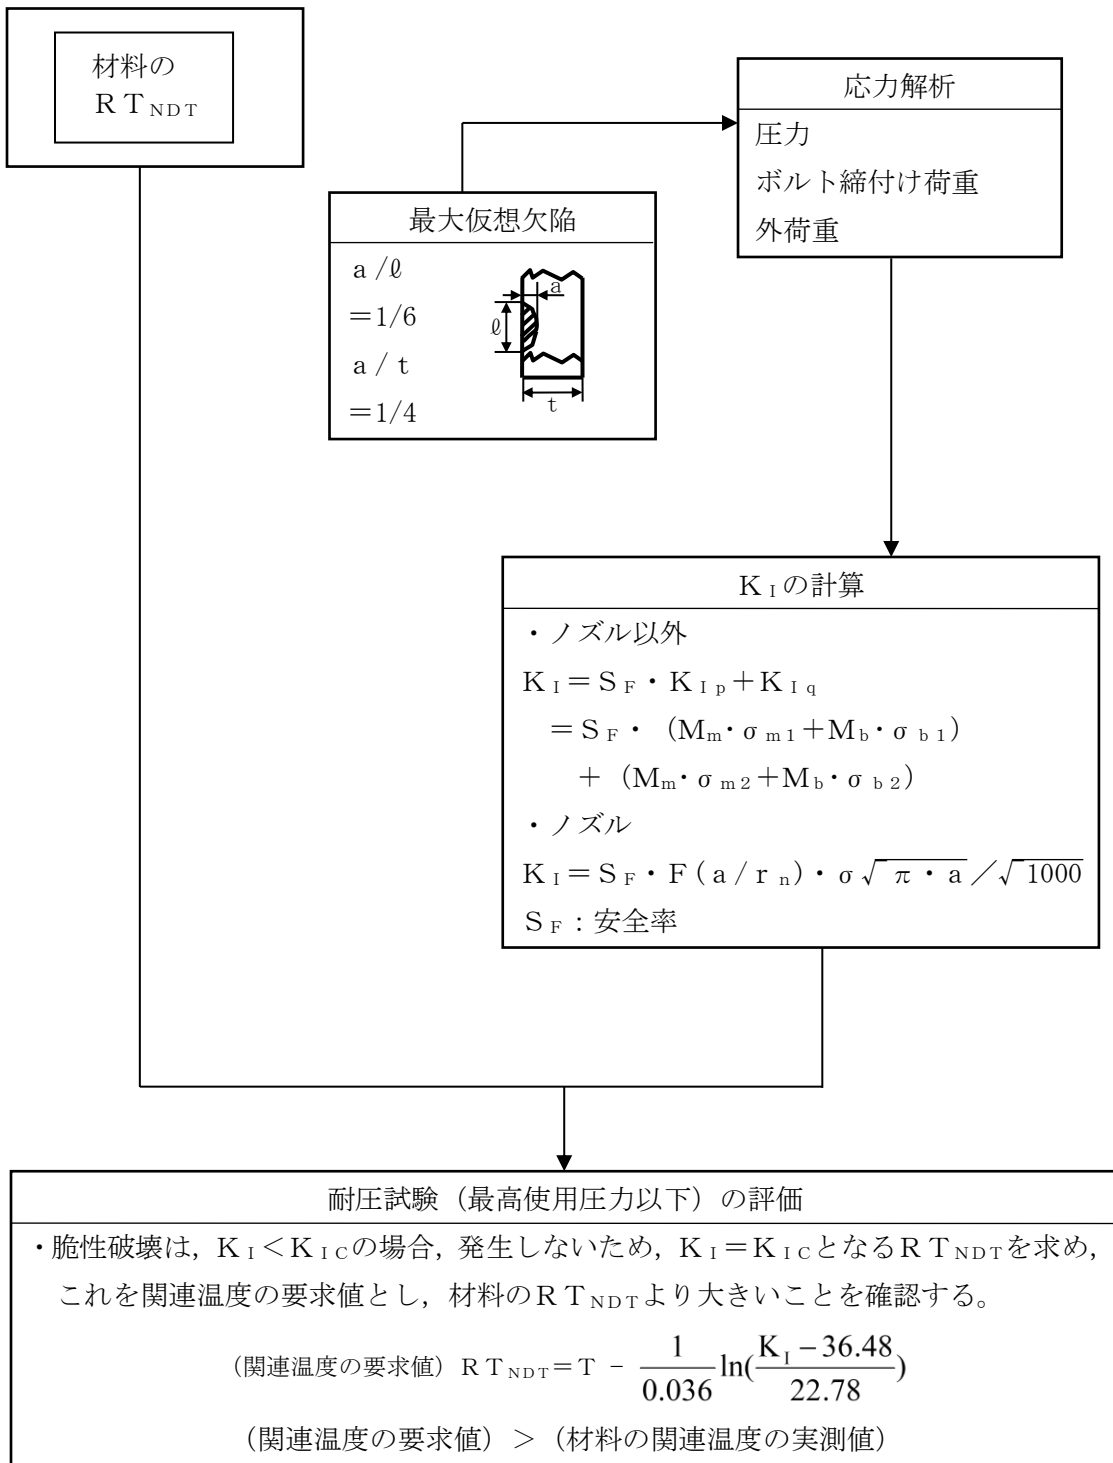 材料の
ＲＴNDT
応力解析
圧力
ボルト締付け荷重
外荷重
最大仮想欠陥
ａ/ℓ
＝1/6
ａ/ｔ
＝1/4
a
ℓ
t
ＫＩの計算
・ノズル以外
ＫＩ＝ＳＦ・ＫＩｐ＋ＫＩｑ
＝ＳＦ・（Ｍm・σm1＋Ｍb・σb1）
＋（Ｍm・σm2＋Ｍb・σb2）
・ノズル
ＫＩ＝ＳＦ・Ｆ(ａ/ｒn)・σ√π・ａ／√1000
ＳＦ：安全率
耐圧試験（最高使用圧力以下）の評価
・脆性破壊は，ＫＩ＜ＫＩＣの場合，発生しないため，ＫＩ＝ＫＩＣとなるＲＴNDTを求め，
これを関連温度の要求値とし，材料のＲＴNDTより大きいことを確認する。
（関連温度の要求値）ＲＴNDT＝Ｔ－ 1/0.036 ln((KI－36.48)/22.78)
（関連温度の要求値）＞（材料の関連温度の実測値）